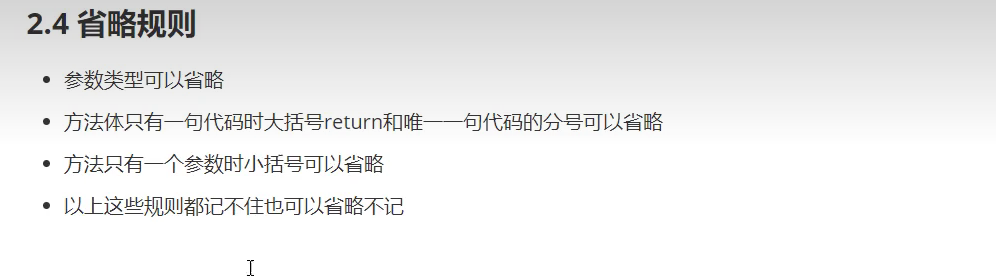 2.4 省略规则
参数类型可以省略
方法体只有一句代码时大括号return和唯一一句代码的分号可以省略
方法只有一个参数时小括号可以省略
以上这些规则都记不住也可以省略不记